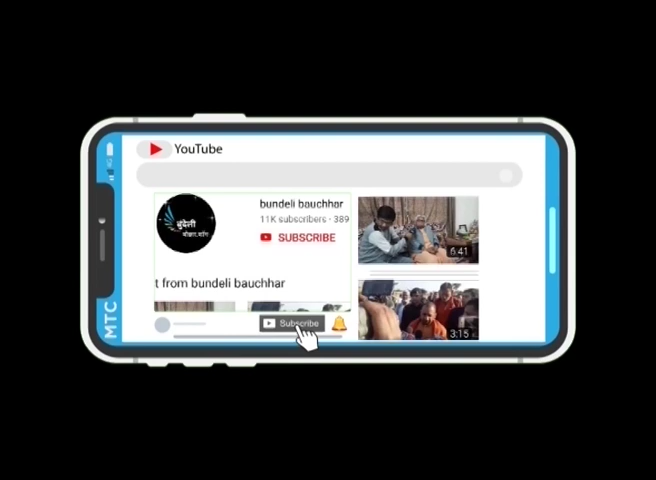 YouTube
bundeli bauchhar
11K subscribers · 389
SUBSCRIBE
बुंदेली
बौछार.कॉम
t from bundeli bauchhar
Subscribe
6:41
3:15
MTC